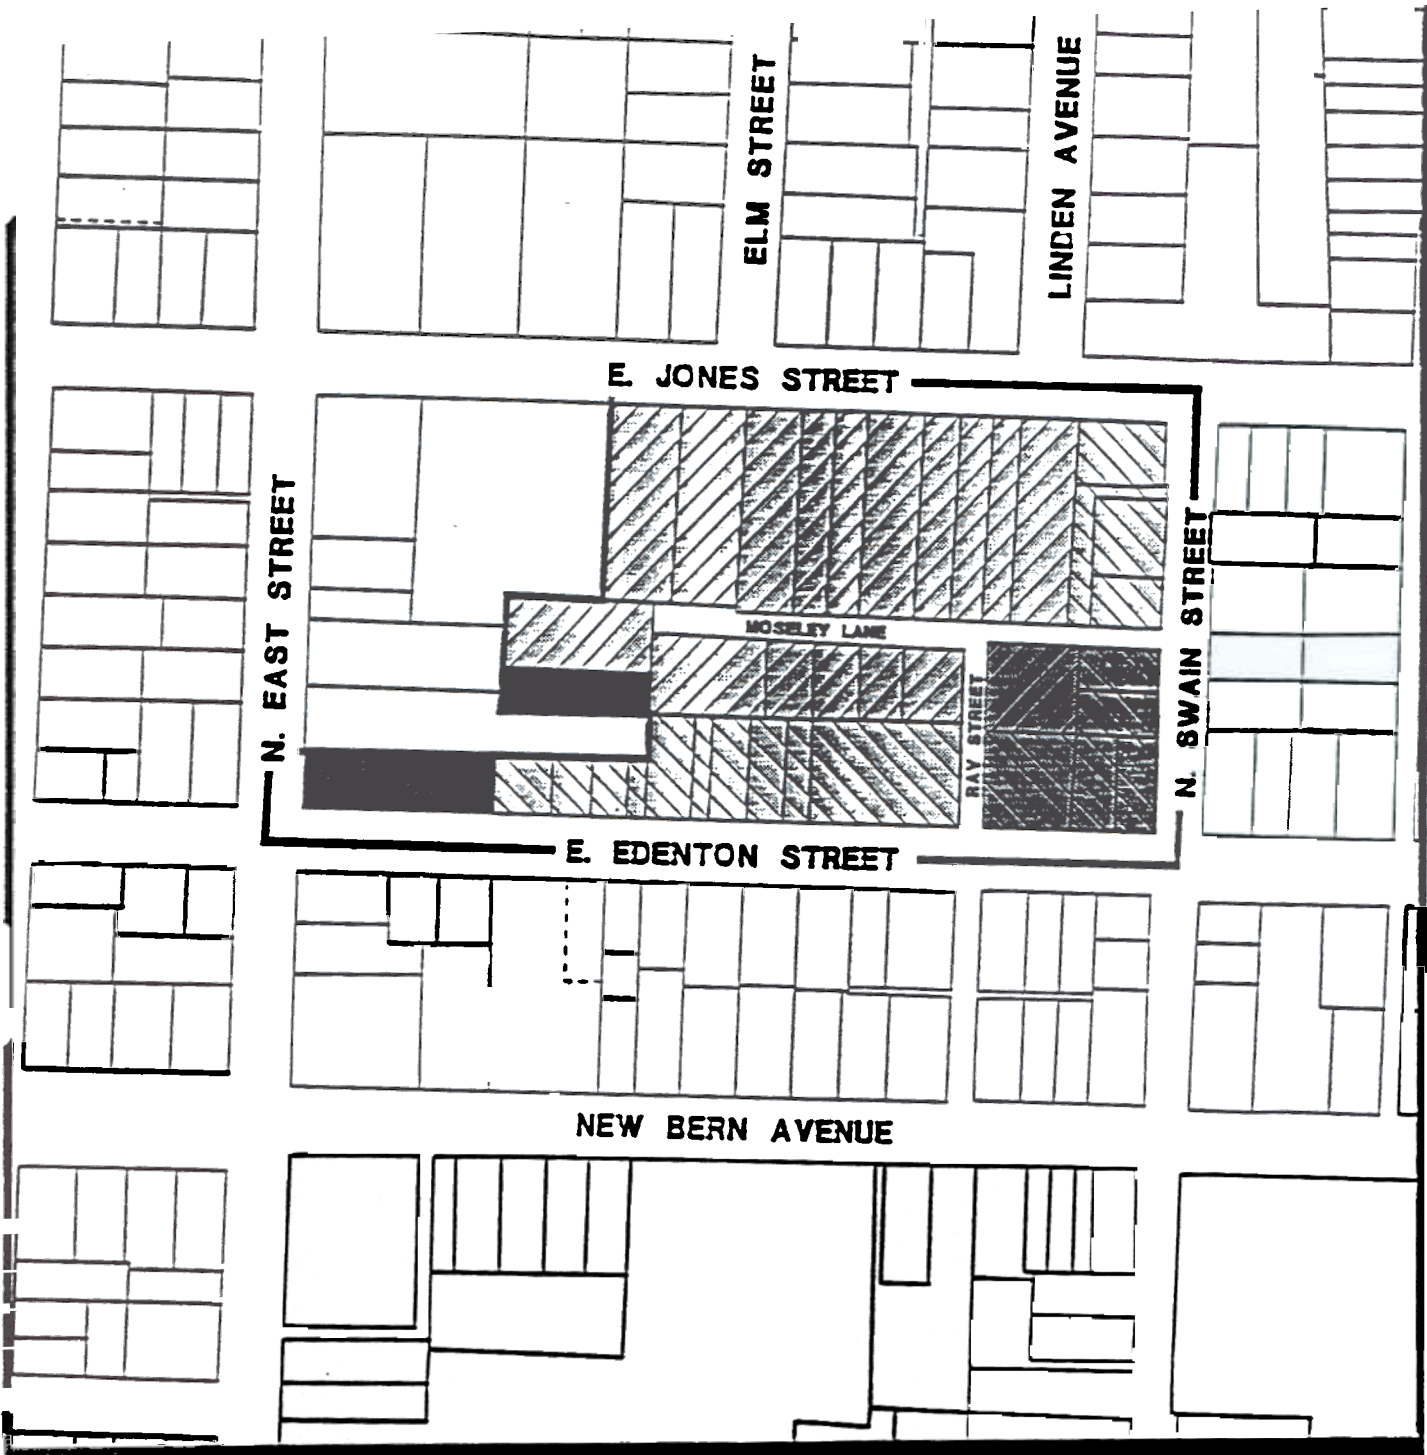 ELM STREET
LINDEN AVENUE
E. JONES STREET
N. EAST STREET
MOSELEY LANE
RAY STREET
N. SWAIN STREET
E. EDENTON STREET
NEW BERN AVENUE